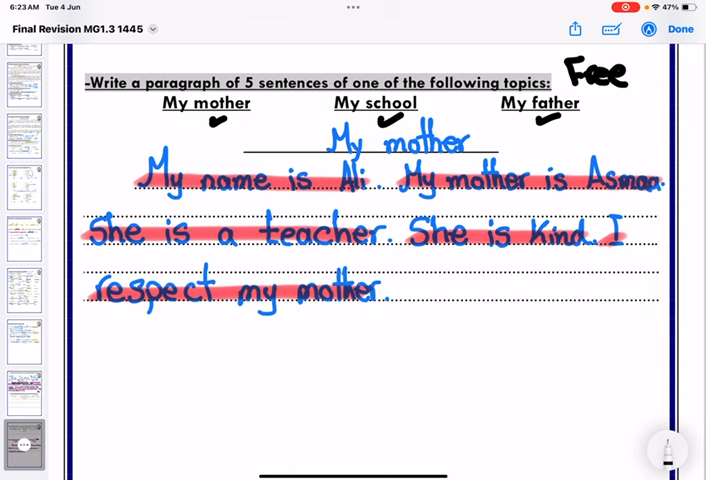 6:23 AM Tue 4 Jun 47%
Final Revision MG1.3 1445 Done
-Write a paragraph of 5 sentences of one of the following topics: Free
My mother My school My father
My mother
My name is Ali. My mother is Asmaa.
She is a teacher. She is Kind. I
respect my mother.